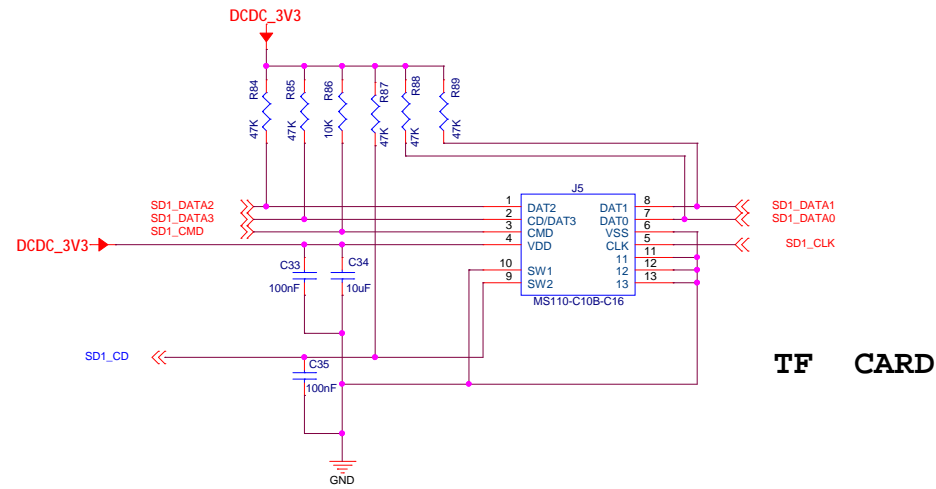 DCDC_3V3
R84
R85
R86
R87
R88
R89
47K
47K
10K
47K
47K
47K
J5
SD1_DATA2
1
DAT2
DAT1
8
SD1_DATA1
SD1_DATA3
2
CD/DAT3
DAT0
7
SD1_DATA0
SD1_CMD
3
CMD
VSS
6
DCDC_3V3
4
VDD
CLK
5
SD1_CLK
11
11
C33
C34
10
SW1
12
12
100nF
10uF
9
SW2
13
13
MS110-C10B-C16
SD1_CD
C35
100nF
TF CARD
GND